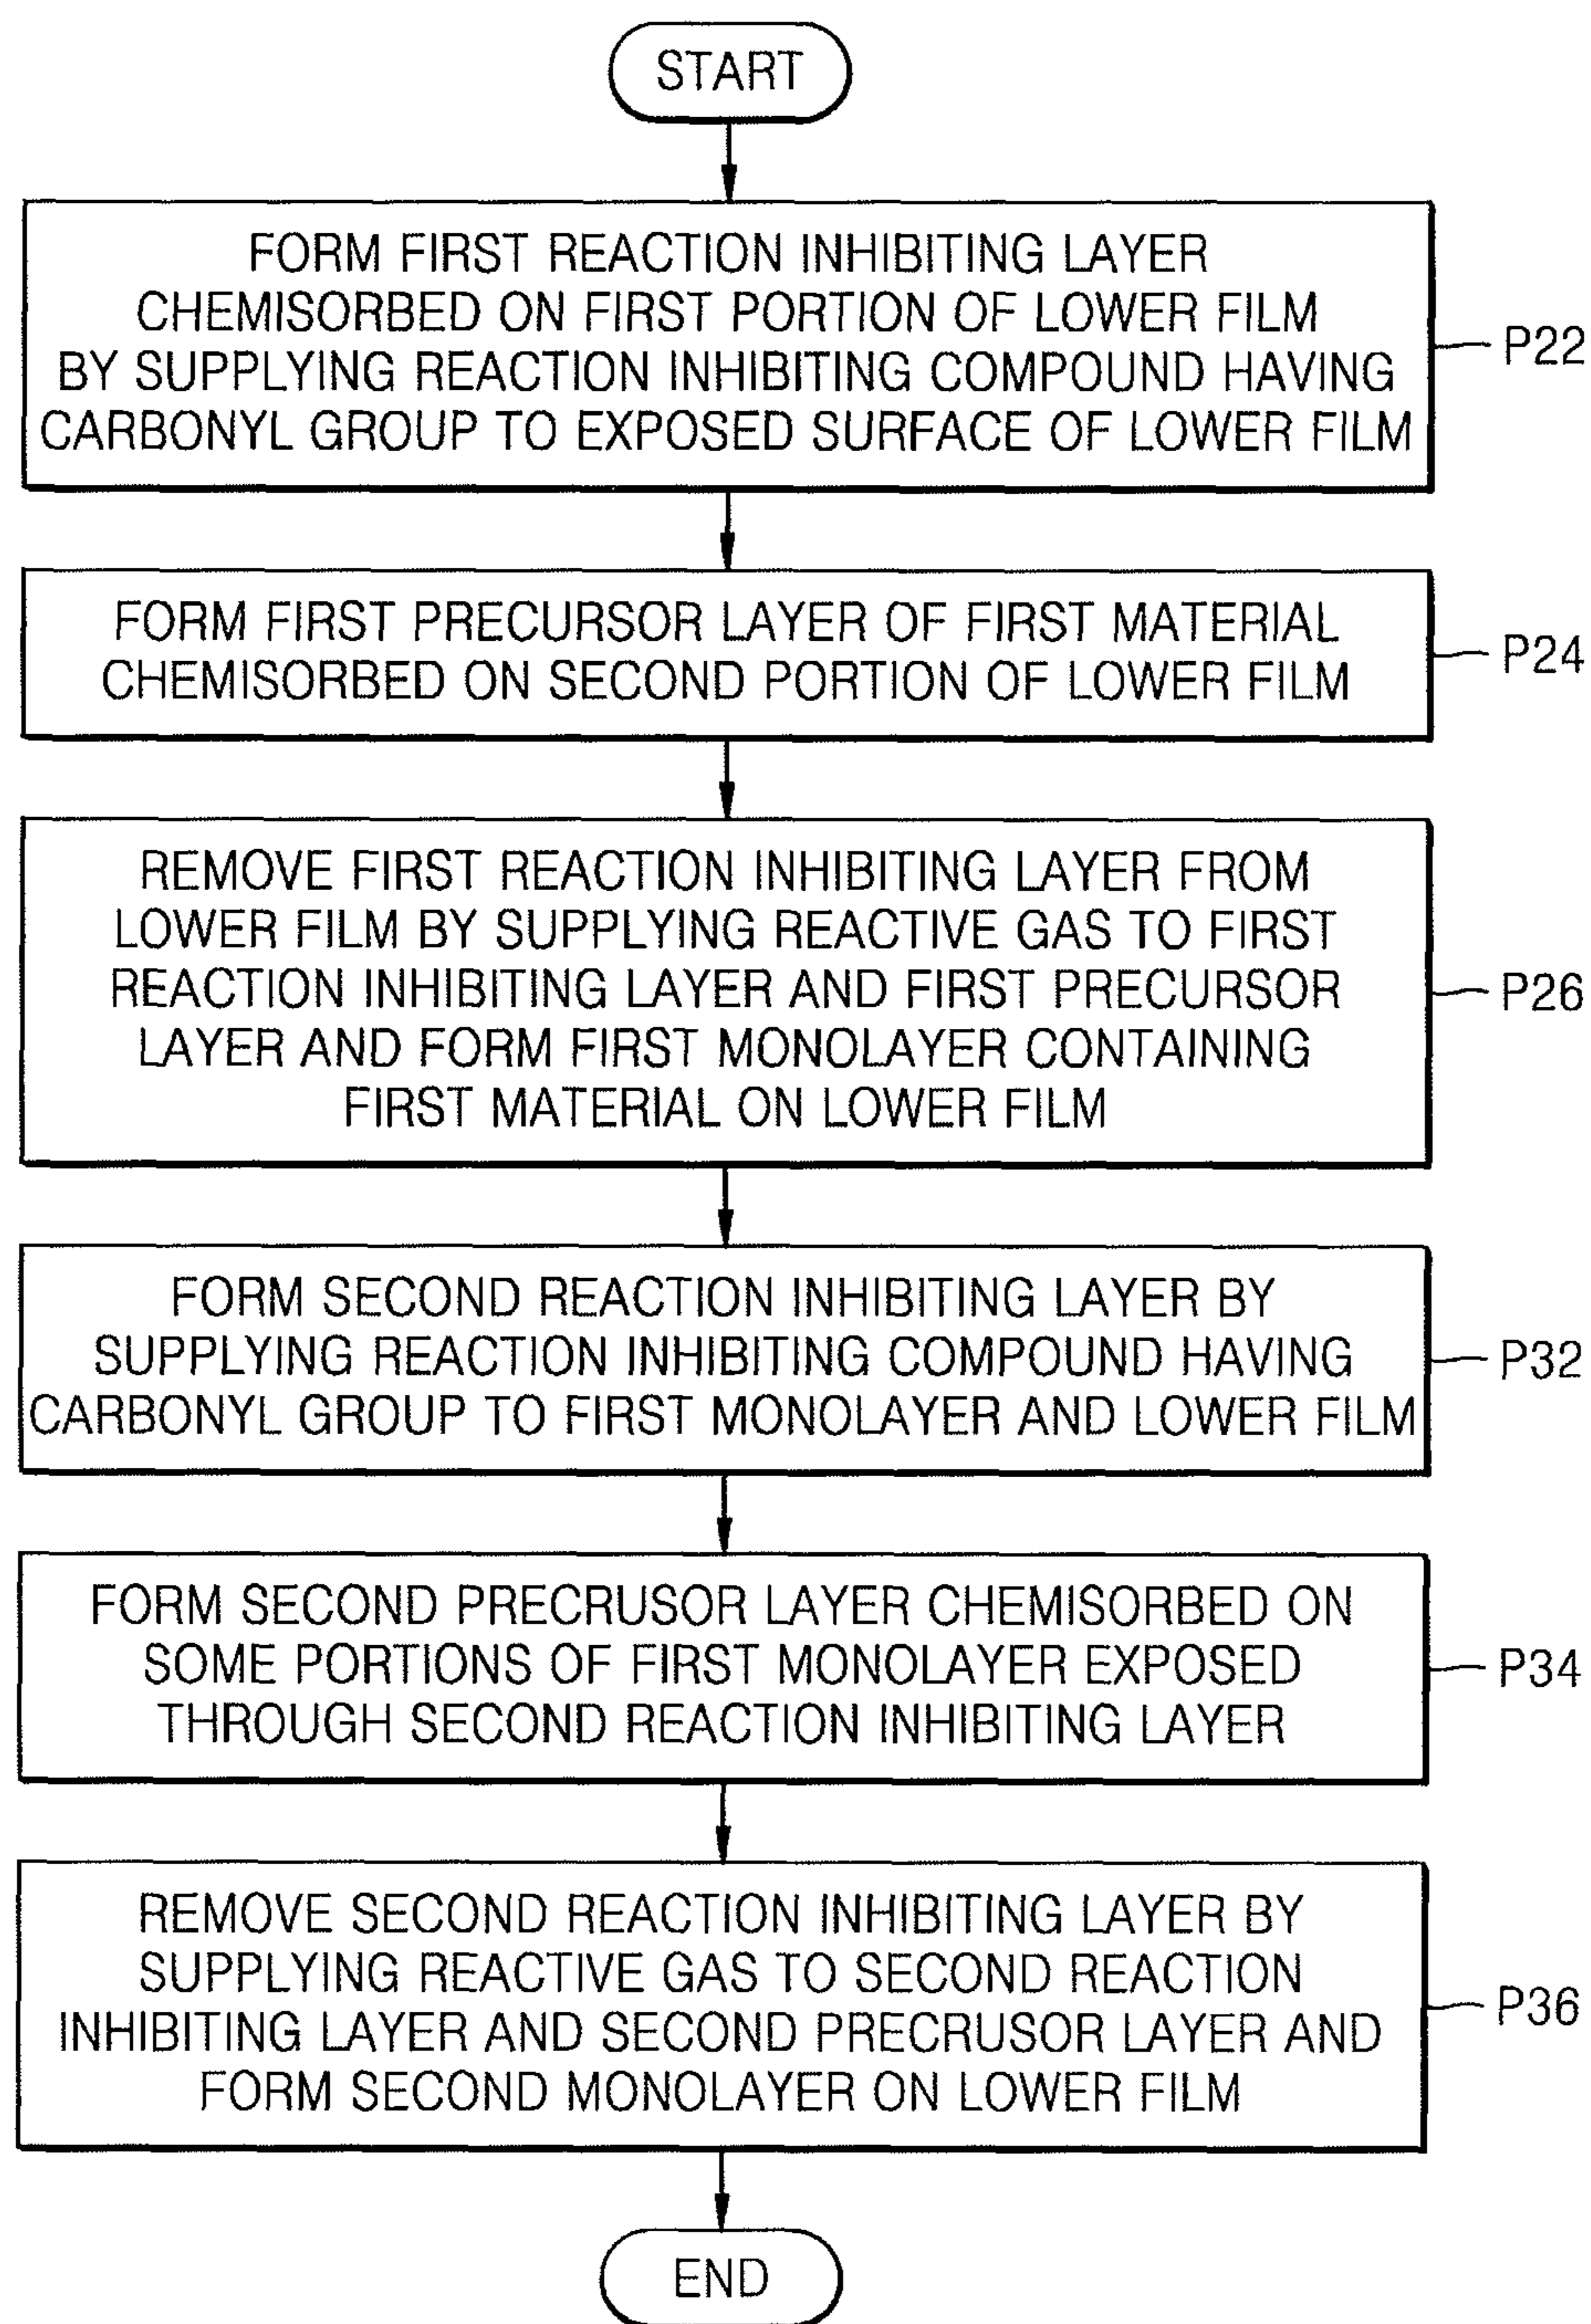 START
FORM FIRST REACTION INHIBITING LAYER
CHEMISORBED ON FIRST PORTION OF LOWER FILM
BY SUPPLYING REACTION INHIBITING COMPOUND HAVING
CARBONYL GROUP TO EXPOSED SURFACE OF LOWER FILM
P22
FORM FIRST PRECURSOR LAYER OF FIRST MATERIAL
CHEMISORBED ON SECOND PORTION OF LOWER FILM
P24
REMOVE FIRST REACTION INHIBITING LAYER FROM
LOWER FILM BY SUPPLYING REACTIVE GAS TO FIRST
REACTION INHIBITING LAYER AND FIRST PRECURSOR
LAYER AND FORM FIRST MONOLAYER CONTAINING
FIRST MATERIAL ON LOWER FILM
P26
FORM SECOND REACTION INHIBITING LAYER BY
SUPPLYING REACTION INHIBITING COMPOUND HAVING
CARBONYL GROUP TO FIRST MONOLAYER AND LOWER FILM
P32
FORM SECOND PRECRUSOR LAYER CHEMISORBED ON
SOME PORTIONS OF FIRST MONOLAYER EXPOSED
THROUGH SECOND REACTION INHIBITING LAYER
P34
REMOVE SECOND REACTION INHIBITING LAYER BY
SUPPLYING REACTIVE GAS TO SECOND REACTION
INHIBITING LAYER AND SECOND PRECRUSOR LAYER AND
FORM SECOND MONOLAYER ON LOWER FILM
P36
END